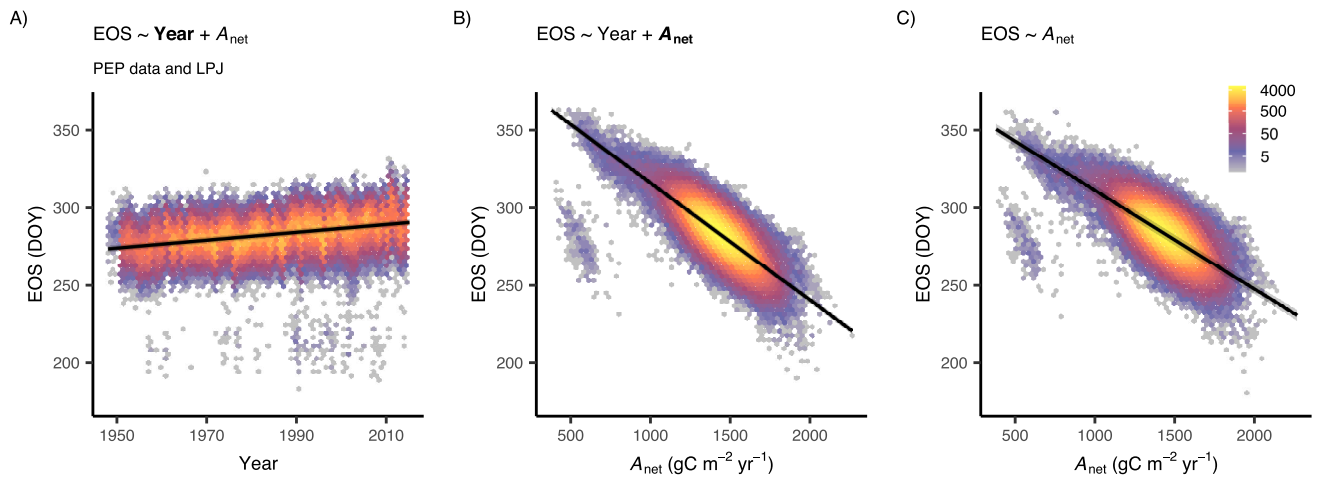 A)
EOS ~ Year + Anet
PEP data and LPJ
EOS (DOY)
350
300
250
200
1950 1970 1990 2010
Year
B)
EOS ~ Year + Anet
EOS (DOY)
350
300
250
200
500 1000 1500 2000
Anet (gC m−2 yr−1)
C)
EOS ~ Anet
4000
500
50
5
EOS (DOY)
350
300
250
200
500 1000 1500 2000
Anet (gC m−2 yr−1)